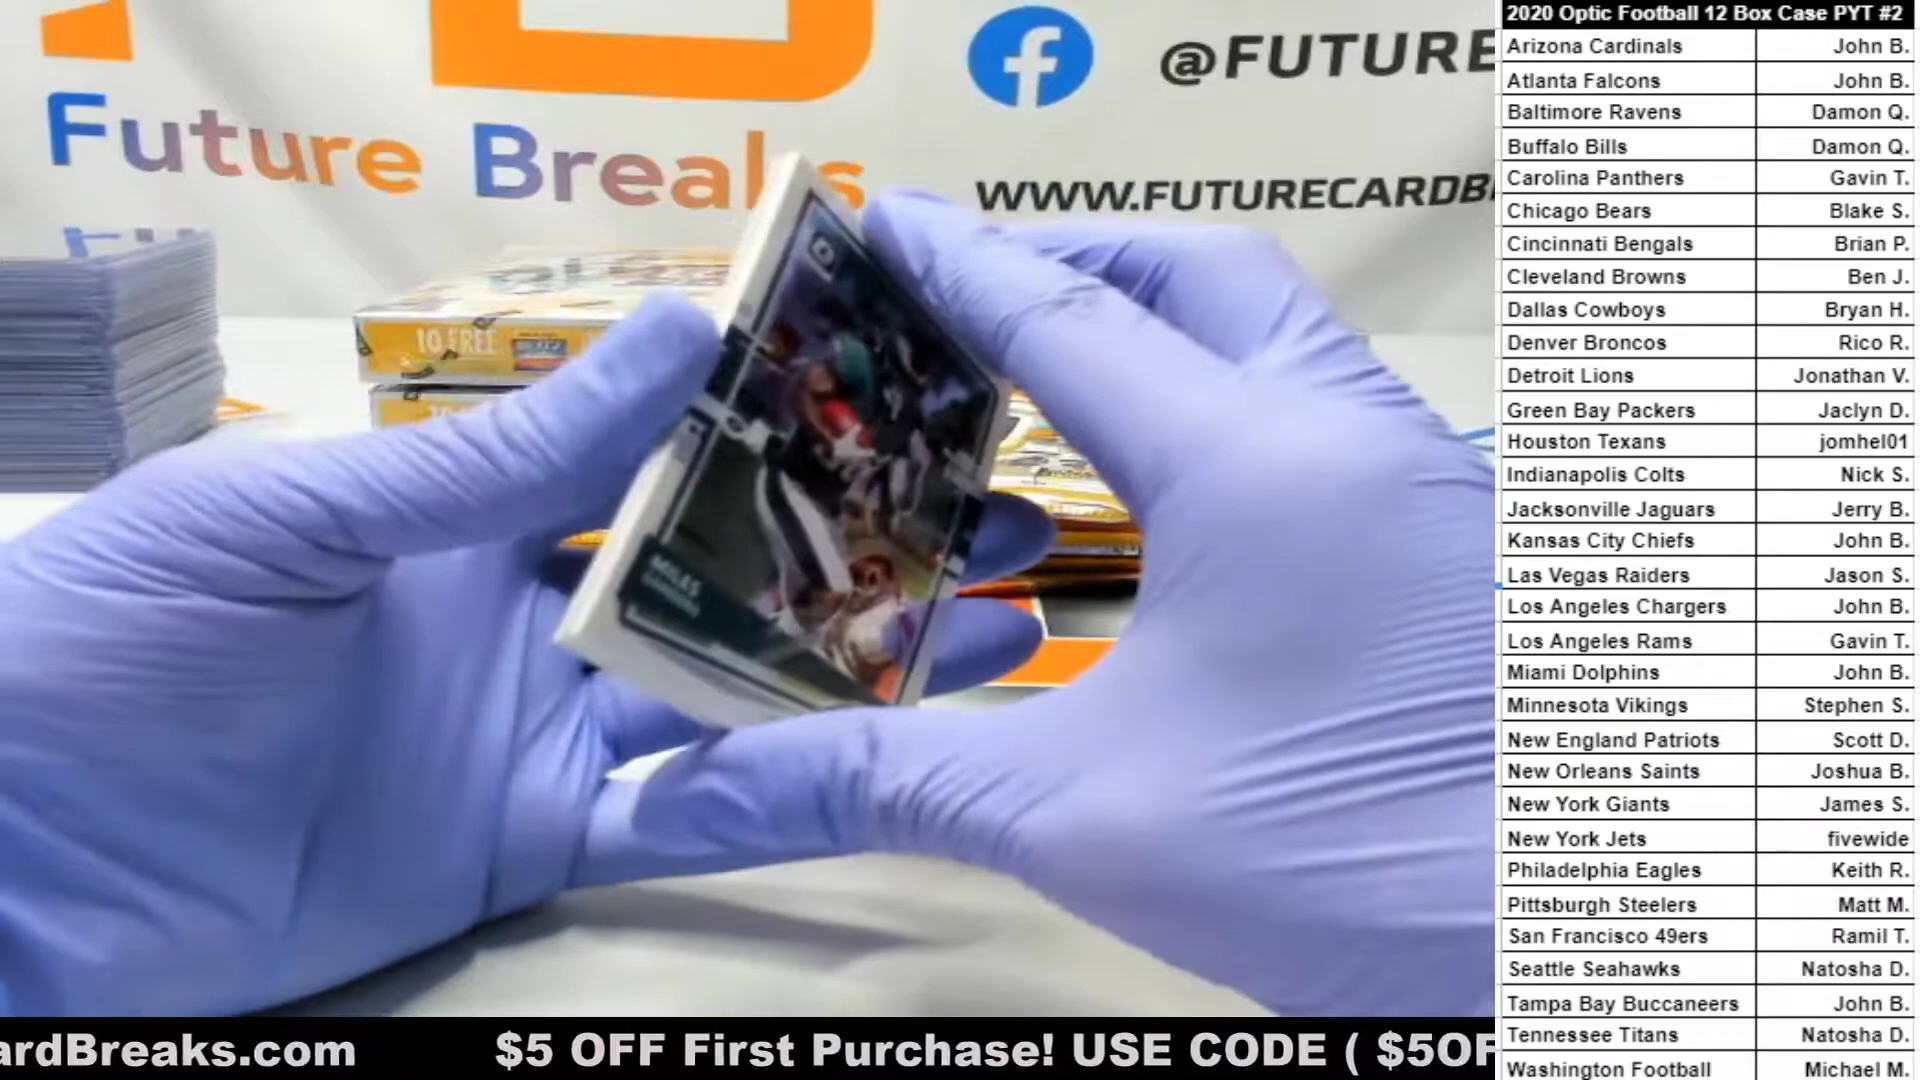 Future Breaks
@FUTURE
WWW.FUTURECARDB
10 FREE
MILES
SANDERS
2020 Optic Football 12 Box Case PYT #2
Arizona Cardinals John B.
Atlanta Falcons John B.
Baltimore Ravens Damon Q.
Buffalo Bills Damon Q.
Carolina Panthers Gavin T.
Chicago Bears Blake S.
Cincinnati Bengals Brian P.
Cleveland Browns Ben J.
Dallas Cowboys Bryan H.
Denver Broncos Rico R.
Detroit Lions Jonathan V.
Green Bay Packers Jaclyn D.
Houston Texans jomhel01
Indianapolis Colts Nick S.
Jacksonville Jaguars Jerry B.
Kansas City Chiefs John B.
Las Vegas Raiders Jason S.
Los Angeles Chargers John B.
Los Angeles Rams Gavin T.
Miami Dolphins John B.
Minnesota Vikings Stephen S.
New England Patriots Scott D.
New Orleans Saints Joshua B.
New York Giants James S.
New York Jets fivewide
Philadelphia Eagles Keith R.
Pittsburgh Steelers Matt M.
San Francisco 49ers Ramil T.
Seattle Seahawks Natosha D.
Tampa Bay Buccaneers John B.
Tennessee Titans Natosha D.
Washington Football Michael M.
ardBreaks.com $5 OFF First Purchase! USE CODE ( $5OF